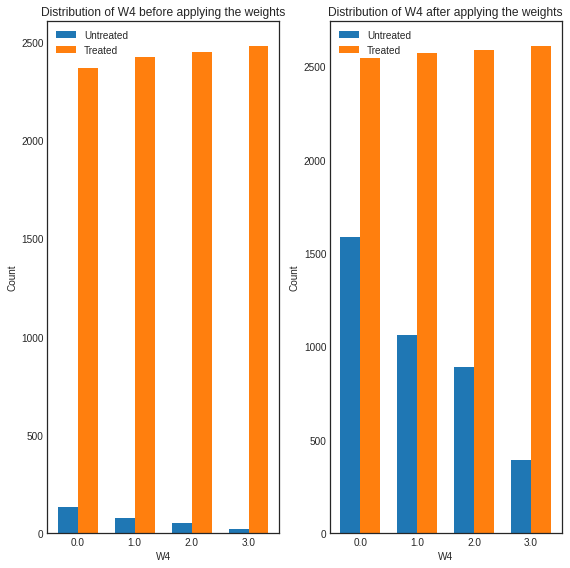 Distribution of W4 before applying the weights
Untreated
Treated
2500
2000
1500
1000
500
0
Count
0.0 1.0 2.0 3.0
W4
Distribution of W4 after applying the weights
Untreated
Treated
2500
2000
1500
1000
500
0
Count
0.0 1.0 2.0 3.0
W4